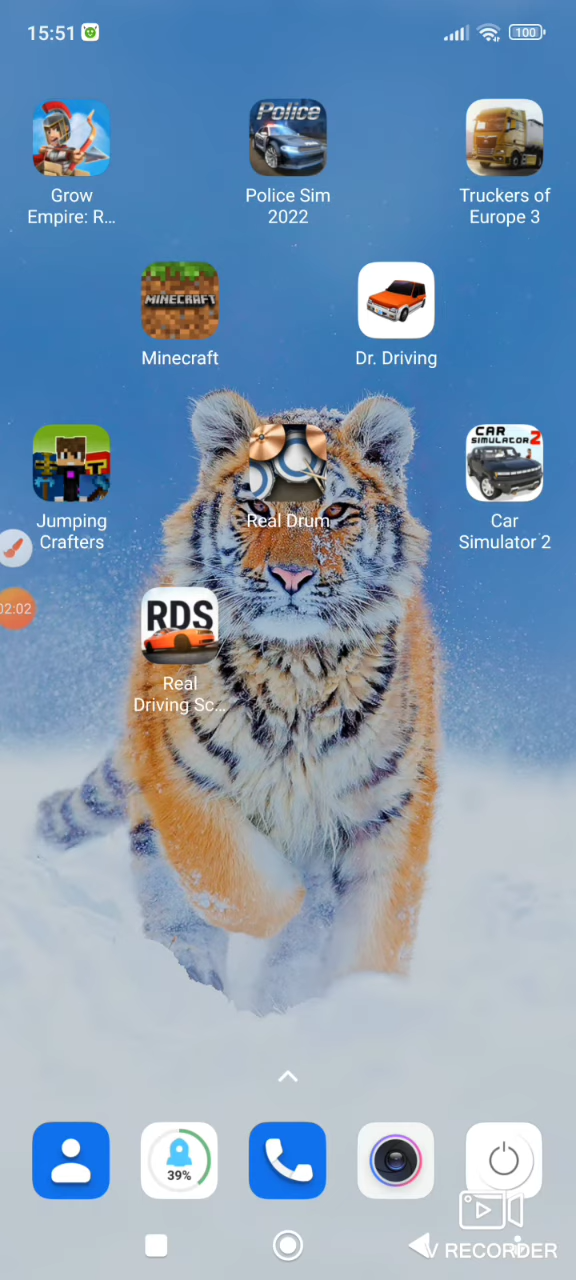 15:51
100
Police
Grow
Empire: R...
Police Sim
2022
Truckers of
Europe 3
MINECRAFT
Minecraft
Dr. Driving
CAR
SIMULATOR 2
Jumping
Crafters
Real Drum
Car
Simulator 2
02:02
RDS
Real
Driving Sc...
39%
V RECORDER